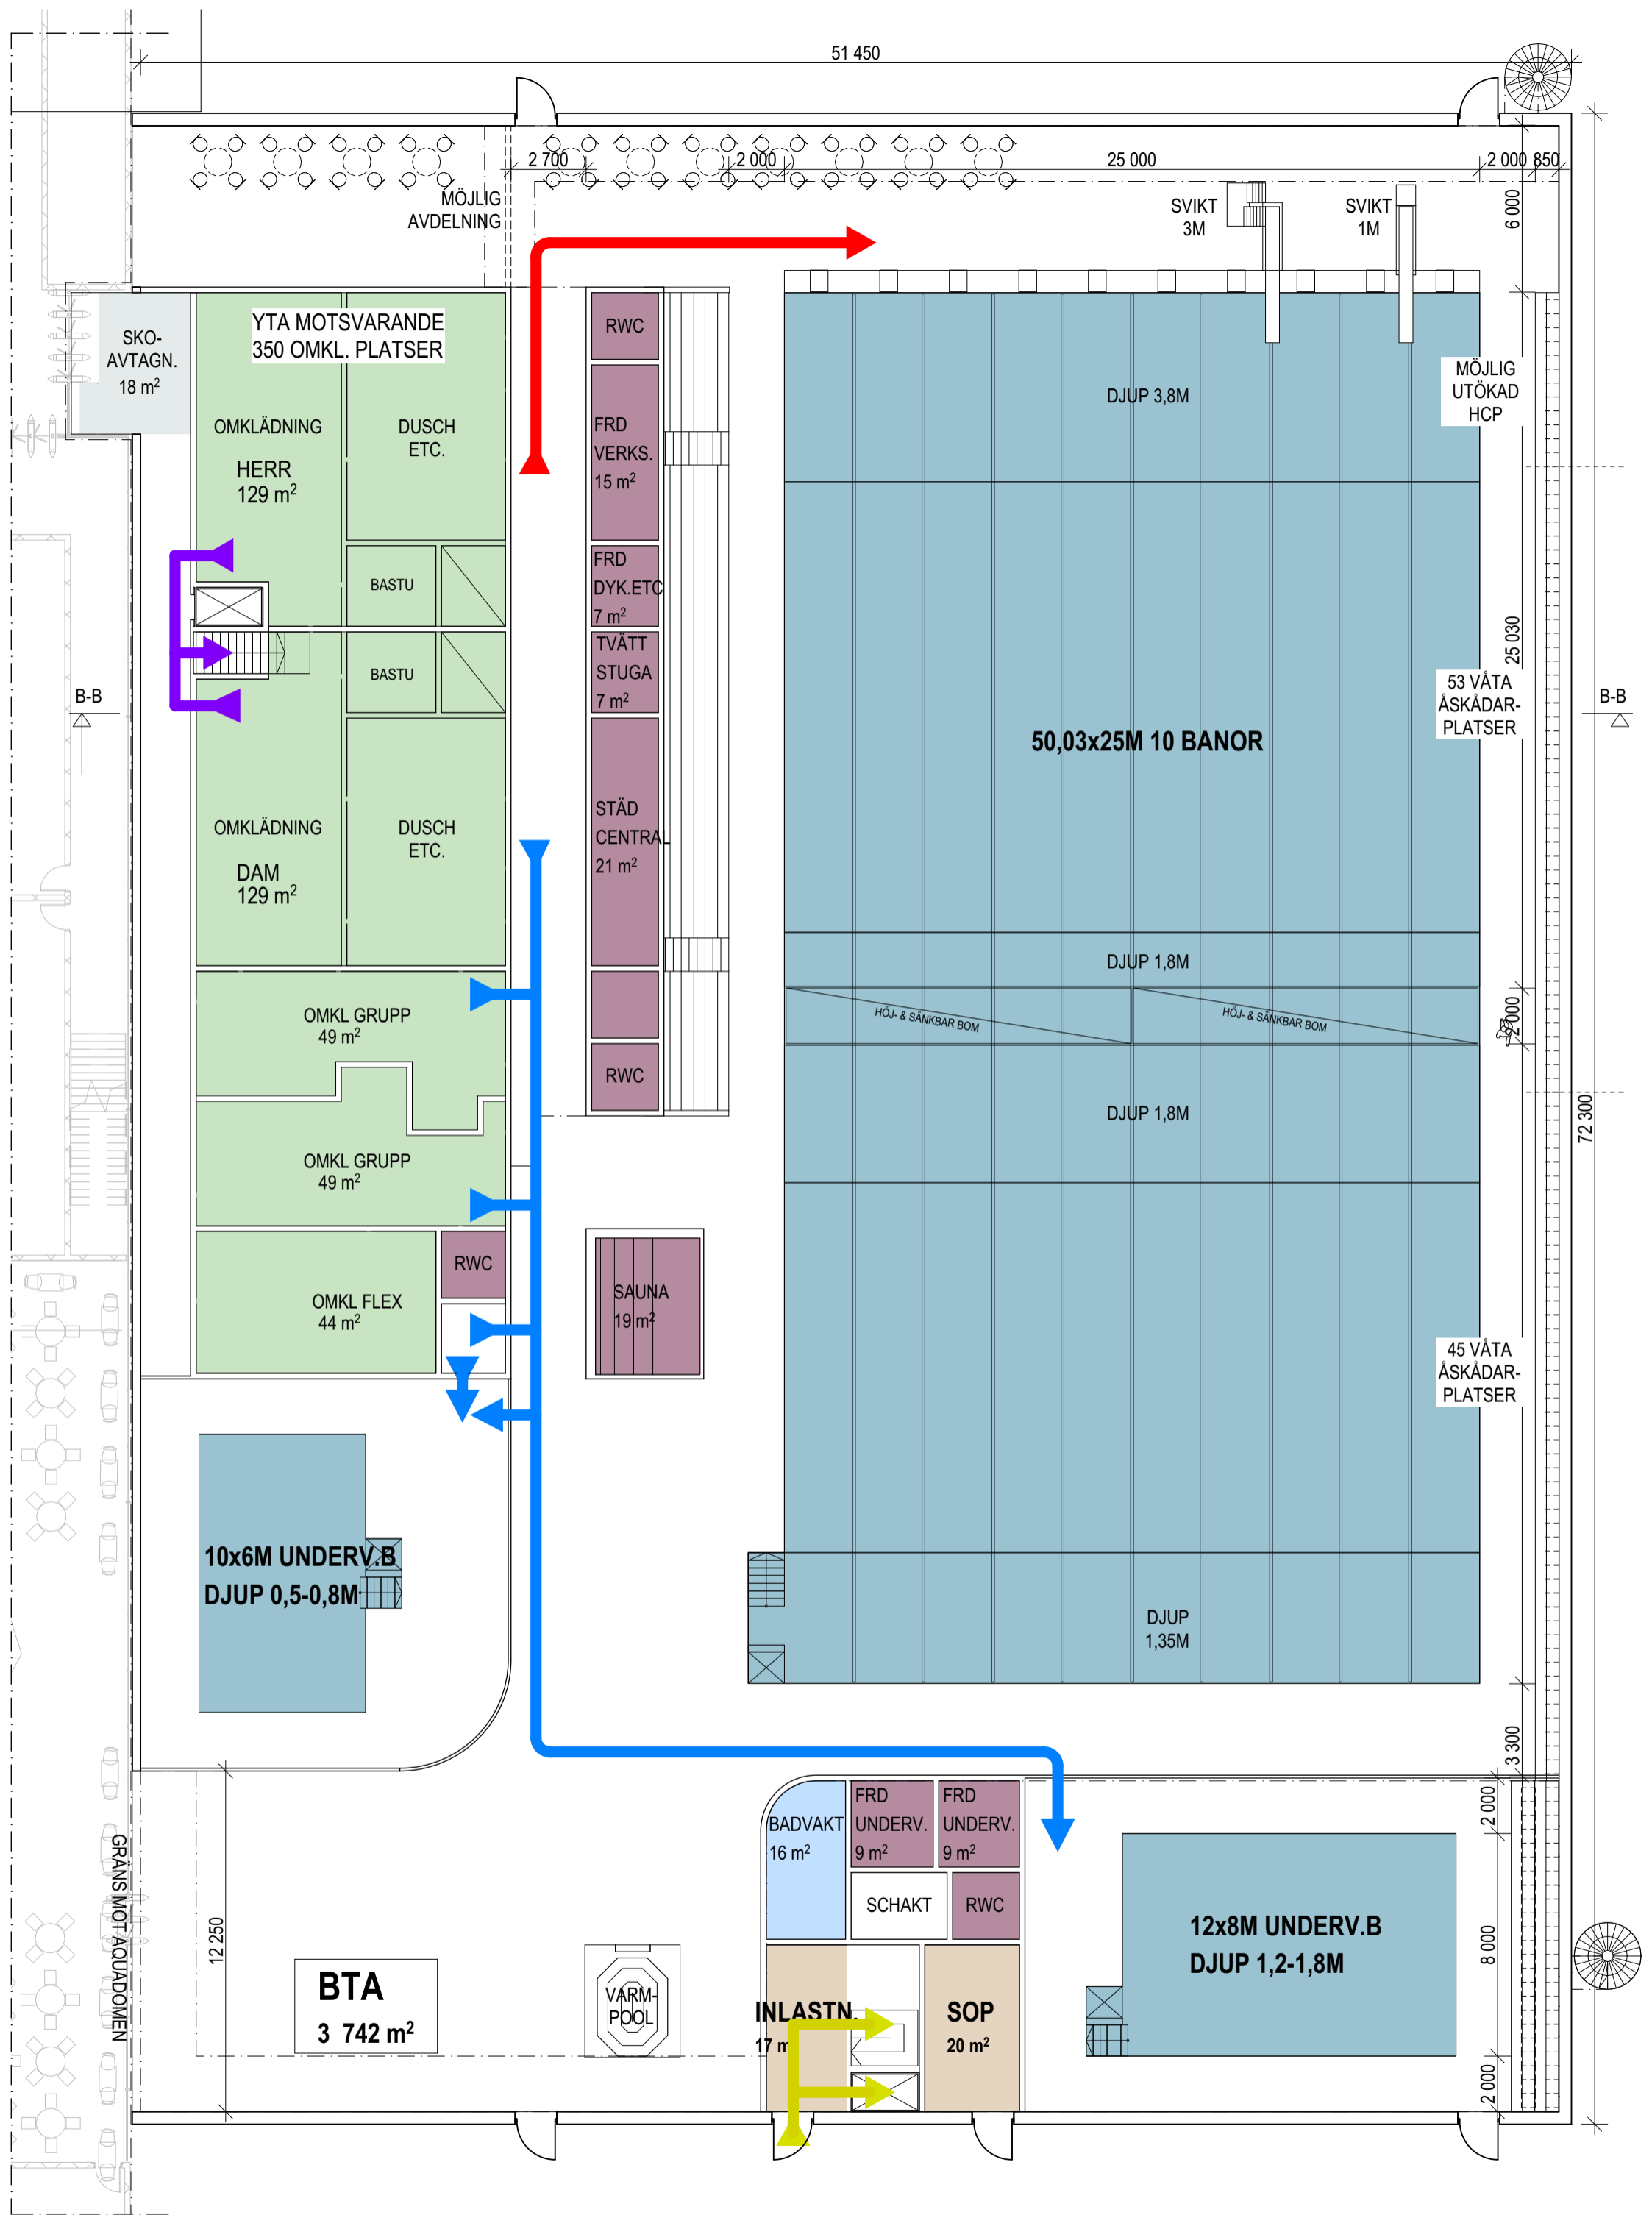 51 450
2 700
2 000
25 000
2 000
850
MÖJLIG
AVDELNING
SVIKT
3M
SVIKT
1M
6 000
SKO-
AVTAGN.
18 m²
YTA MOTSVARANDE
350 OMKL. PLATSER
RWC
OMKLÄDNING
HERR
129 m²
DUSCH
ETC.
FRD
VERKS.
15 m²
DJUP 3,8M
MÖJLIG
UTÖKAD
HCP
BASTU
FRD
DYK.ETC
7 m²
BASTU
TVÄTT
STUGA
7 m²
25 030
B-B
53 VÅTA
ÅSKÅDAR-
PLATSER
B-B
50,03x25M 10 BANOR
OMKLÄDNING
DAM
129 m²
DUSCH
ETC.
STÄD
CENTRAL
21 m²
DJUP 1,8M
OMKL GRUPP
49 m²
HÖJ- & SÄNKBAR BOM
HÖJ- & SÄNKBAR BOM
2 000
RWC
DJUP 1,8M
72 300
OMKL GRUPP
49 m²
RWC
OMKL FLEX
44 m²
SAUNA
19 m²
45 VÅTA
ÅSKÅDAR-
PLATSER
10x6M UNDERV.B
DJUP 0,5-0,8M
DJUP
1,35M
3 300
GRÄNS MOT AQUADOMEN
12 250
BADVAKT
16 m²
FRD
UNDERV.
9 m²
FRD
UNDERV.
9 m²
2 000
SCHAKT
RWC
12x8M UNDERV.B
DJUP 1,2-1,8M
8 000
BTA
3 742 m²
VARM-
POOL
INLASTN.
17 m
SOP
20 m²
2 000